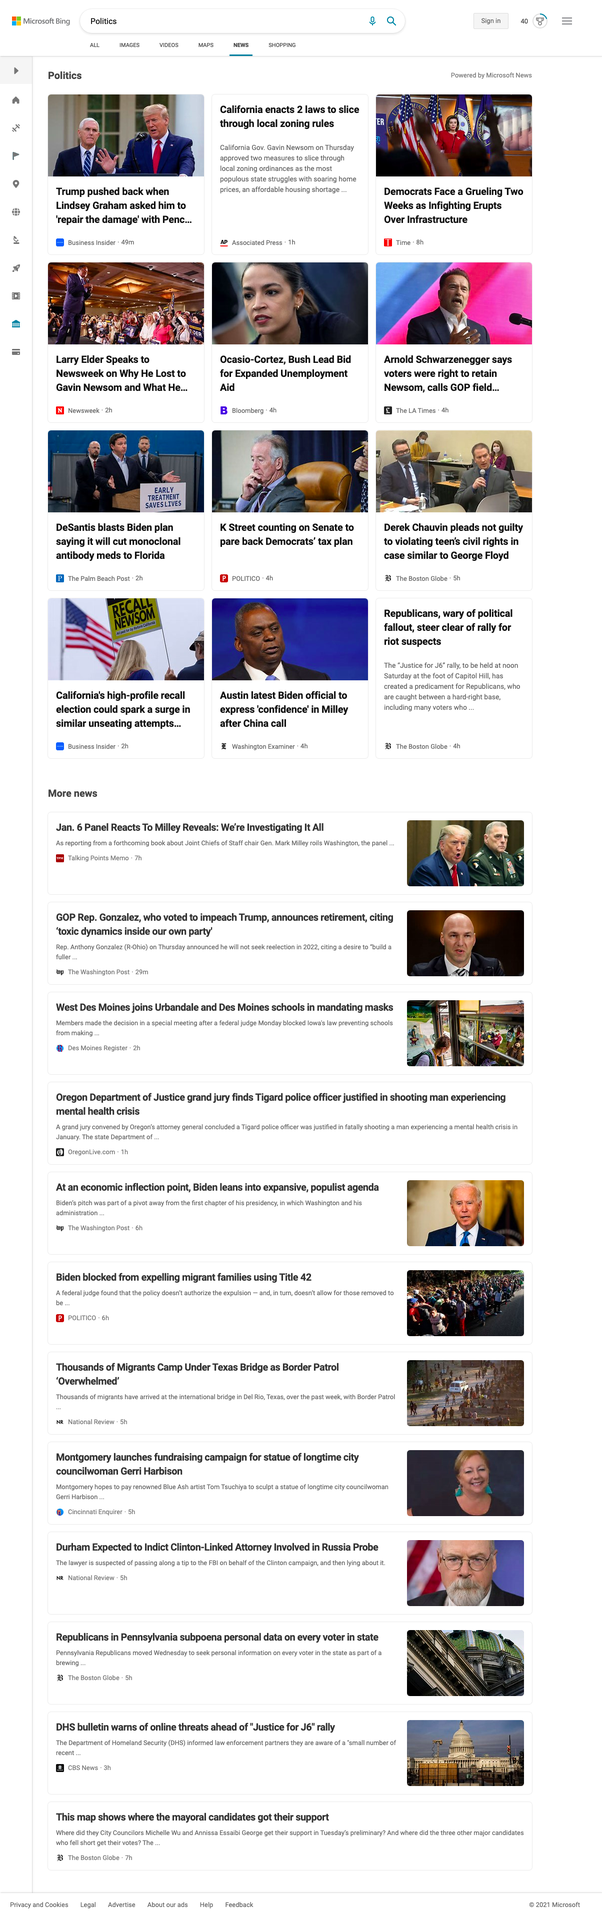 Microsoft Bing
Politics
Sign in
40
ALL IMAGES VIDEOS MAPS NEWS SHOPPING
Politics
Powered by Microsoft News
Trump pushed back when
Lindsey Graham asked him to
'repair the damage' with Penc...
Business Insider · 49m
California enacts 2 laws to slice
through local zoning rules
California Gov. Gavin Newsom on Thursday
approved two measures to slice through
local zoning ordinances as the most
populous state struggles with soaring home
prices, an affordable housing shortage ...
AP Associated Press · 1h
Democrats Face a Grueling Two
Weeks as Infighting Erupts
Over Infrastructure
Time · 8h
Larry Elder Speaks to
Newsweek on Why He Lost to
Gavin Newsom and What He...
N Newsweek · 2h
Ocasio-Cortez, Bush Lead Bid
for Expanded Unemployment
Aid
B Bloomberg · 4h
Arnold Schwarzenegger says
voters were right to retain
Newsom, calls GOP field...
The LA Times · 4h
EARLY
TREATMENT
SAVES LIVES
DeSantis blasts Biden plan
saying it will cut monoclonal
antibody meds to Florida
The Palm Beach Post · 2h
K Street counting on Senate to
pare back Democrats' tax plan
P POLITICO · 4h
Derek Chauvin pleads not guilty
to violating teen's civil rights in
case similar to George Floyd
B The Boston Globe · 5h
RECALL
NEWSOM
California's high-profile recall
election could spark a surge in
similar unseating attempts...
Business Insider · 2h
Austin latest Biden official to
express 'confidence' in Milley
after China call
Washington Examiner · 4h
Republicans, wary of political
fallout, steer clear of rally for
riot suspects
The "Justice for J6" rally, to be held at noon
Saturday at the foot of Capitol Hill, has
created a predicament for Republicans, who
are caught between a hard-right base,
including many voters who ...
B The Boston Globe · 4h
More news
Jan. 6 Panel Reacts To Milley Reveals: We're Investigating It All
As reporting from a forthcoming book about Joint Chiefs of Staff chair Gen. Mark Milley roils Washington, the panel ...
Talking Points Memo · 7h
GOP Rep. Gonzalez, who voted to impeach Trump, announces retirement, citing
'toxic dynamics inside our own party'
Rep. Anthony Gonzalez (R-Ohio) on Thursday announced he will not seek reelection in 2022, citing a desire to "build a
fuller ...
wp The Washington Post · 29m
West Des Moines joins Urbandale and Des Moines schools in mandating masks
Members made the decision in a special meeting after a federal judge Monday blocked Iowa's law preventing schools
from making ...
Des Moines Register · 2h
Oregon Department of Justice grand jury finds Tigard police officer justified in shooting man experiencing
mental health crisis
A grand jury convened by Oregon's attorney general concluded a Tigard police officer was justified in fatally shooting a man experiencing a mental health crisis in
January. The state Department of ...
OregonLive.com · 1h
At an economic inflection point, Biden leans into expansive, populist agenda
Biden's pitch was part of a pivot away from the first chapter of his presidency, in which Washington and his
administration ...
wp The Washington Post · 6h
Biden blocked from expelling migrant families using Title 42
A federal judge found that the policy doesn't authorize the expulsion — and, in turn, doesn't allow for those removed to
be ...
P POLITICO · 6h
Thousands of Migrants Camp Under Texas Bridge as Border Patrol
'Overwhelmed'
Thousands of migrants have arrived at the international bridge in Del Rio, Texas, over the past week, with Border Patrol
...
NR National Review · 5h
Montgomery launches fundraising campaign for statue of longtime city
councilwoman Gerri Harbison
Montgomery hopes to pay renowned Blue Ash artist Tom Tsuchiya to sculpt a statue of longtime city councilwoman
Gerri Harbison ...
Cincinnati Enquirer · 5h
Durham Expected to Indict Clinton-Linked Attorney Involved in Russia Probe
The lawyer is suspected of passing along a tip to the FBI on behalf of the Clinton campaign, and then lying about it.
NR National Review · 5h
Republicans in Pennsylvania subpoena personal data on every voter in state
Pennsylvania Republicans moved Wednesday to seek personal information on every voter in the state as part of a
brewing ...
B The Boston Globe · 5h
DHS bulletin warns of online threats ahead of "Justice for J6" rally
The Department of Homeland Security (DHS) informed law enforcement partners they are aware of a "small number of
recent ...
CBS News · 3h
This map shows where the mayoral candidates got their support
Where did they City Councilors Michelle Wu and Annissa Essaibi George get their support in Tuesday's preliminary? And where did the three other major candidates
who fell short get their votes? The ...
B The Boston Globe · 7h
Privacy and Cookies Legal Advertise About our ads Help Feedback
© 2021 Microsoft